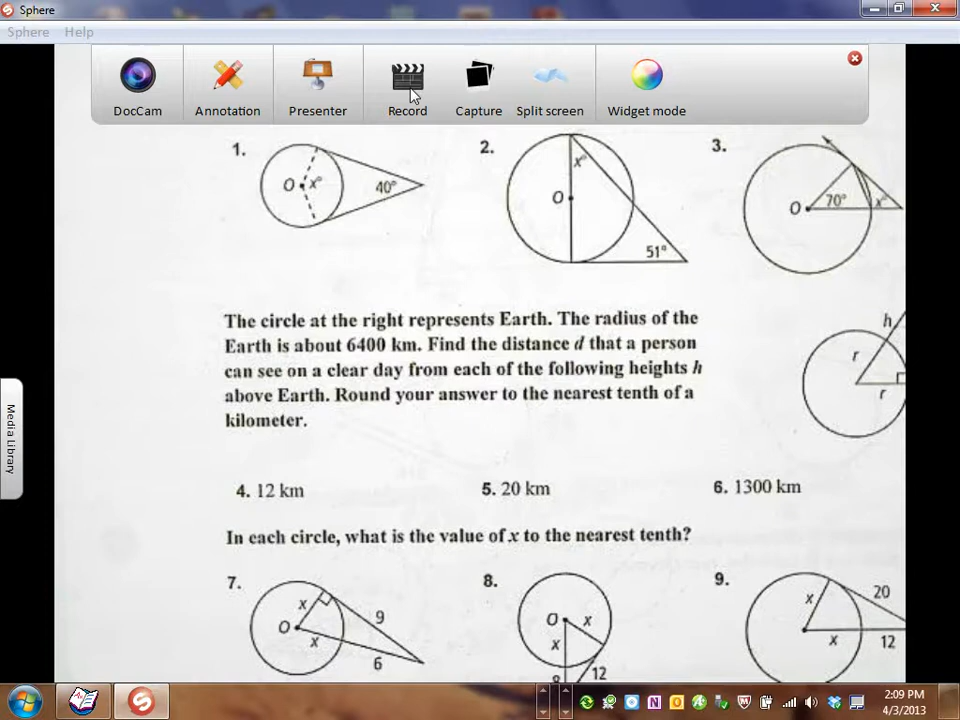 Sphere
Sphere Help
DocCam Annotation Presenter Record Capture Split screen Widget mode
1. 2. 3.
O x° 40°
x° O 51°
O 70° x°
The circle at the right represents Earth. The radius of the
Earth is about 6400 km. Find the distance d that a person
can see on a clear day from each of the following heights h
above Earth. Round your answer to the nearest tenth of a
kilometer.
h
r
r
Media Library
4. 12 km 5. 20 km 6. 1300 km
In each circle, what is the value of x to the nearest tenth?
7. 8. 9.
x 9 O x 6
O x x 12
x 20 x 12
2:09 PM
4/3/2013